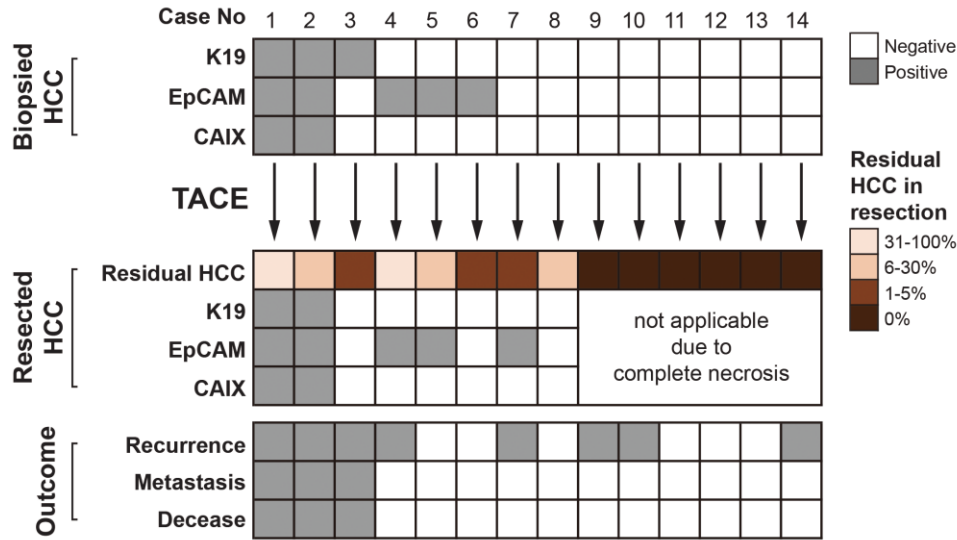 Case No 1 2 3 4 5 6 7 8 9 10 11 12 13 14
Biopsied
HCC
K19
EpCAM
CAIX
Negative
Positive
TACE
Residual
HCC in
resection
31-100%
6-30%
1-5%
0%
Resected
HCC
Residual HCC
K19
EpCAM
CAIX
not applicable
due to
complete necrosis
Outcome
Recurrence
Metastasis
Decease